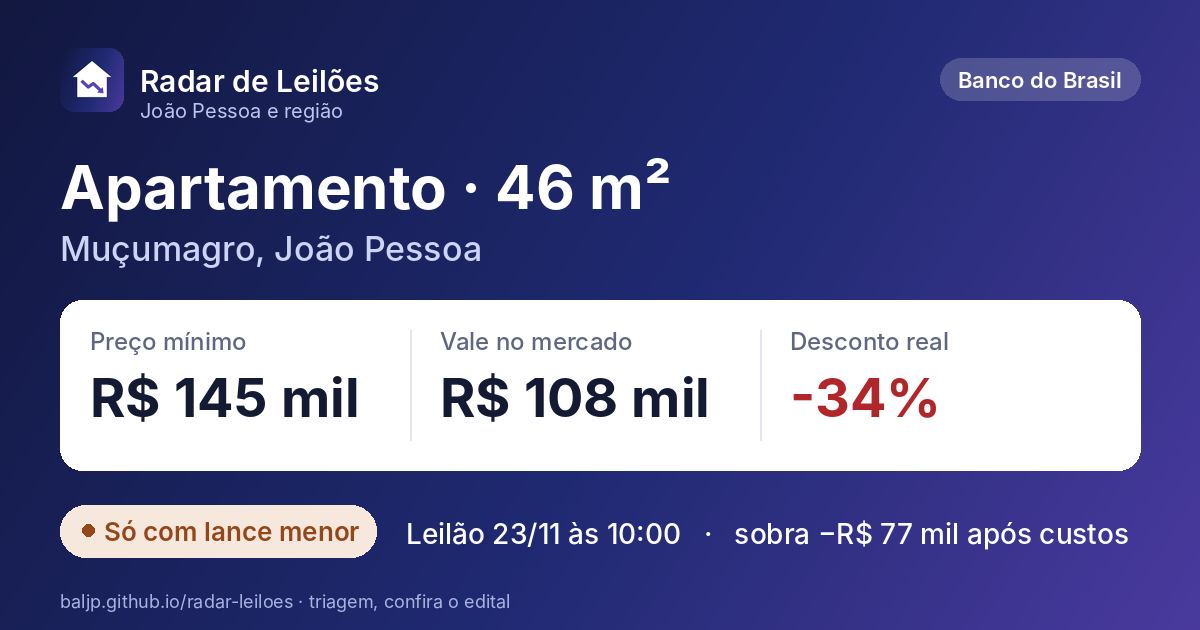 Radar de Leilões
João Pessoa e região
Banco do Brasil
Apartamento · 46 m²
Muçumagro, João Pessoa
Preço mínimo
R$ 145 mil
Vale no mercado
R$ 108 mil
Desconto real
-34%
Só com lance menor
Leilão 23/11 às 10:00 · sobra −R$ 77 mil após custos
baljp.github.io/radar-leiloes · triagem, confira o edital